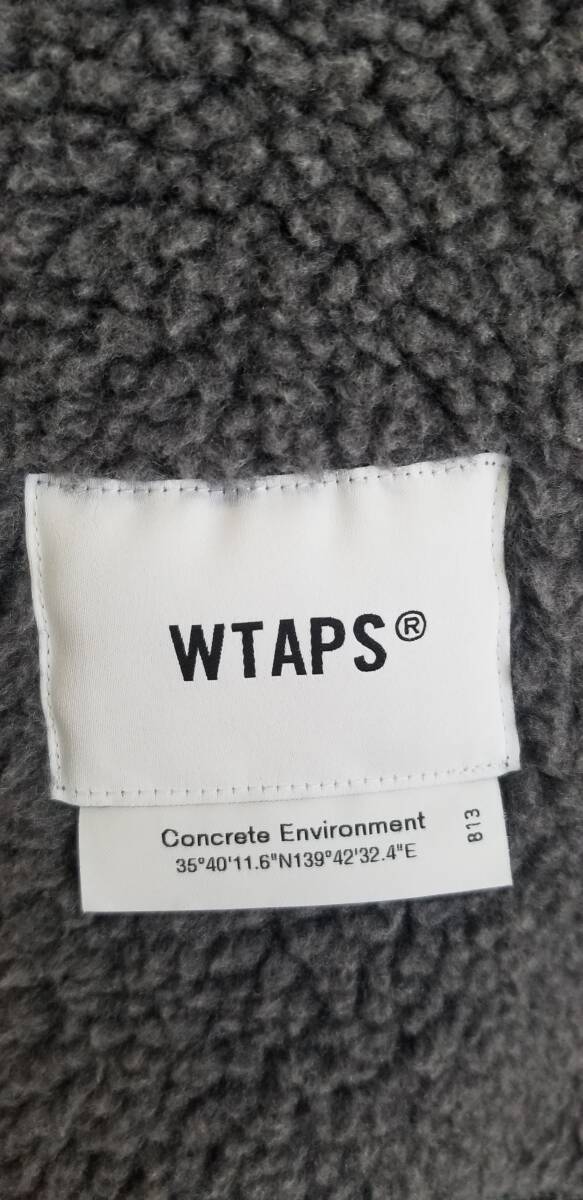 WTAPS®
Concrete Environment
35°40'11.6"N139°42'32.4"E
813